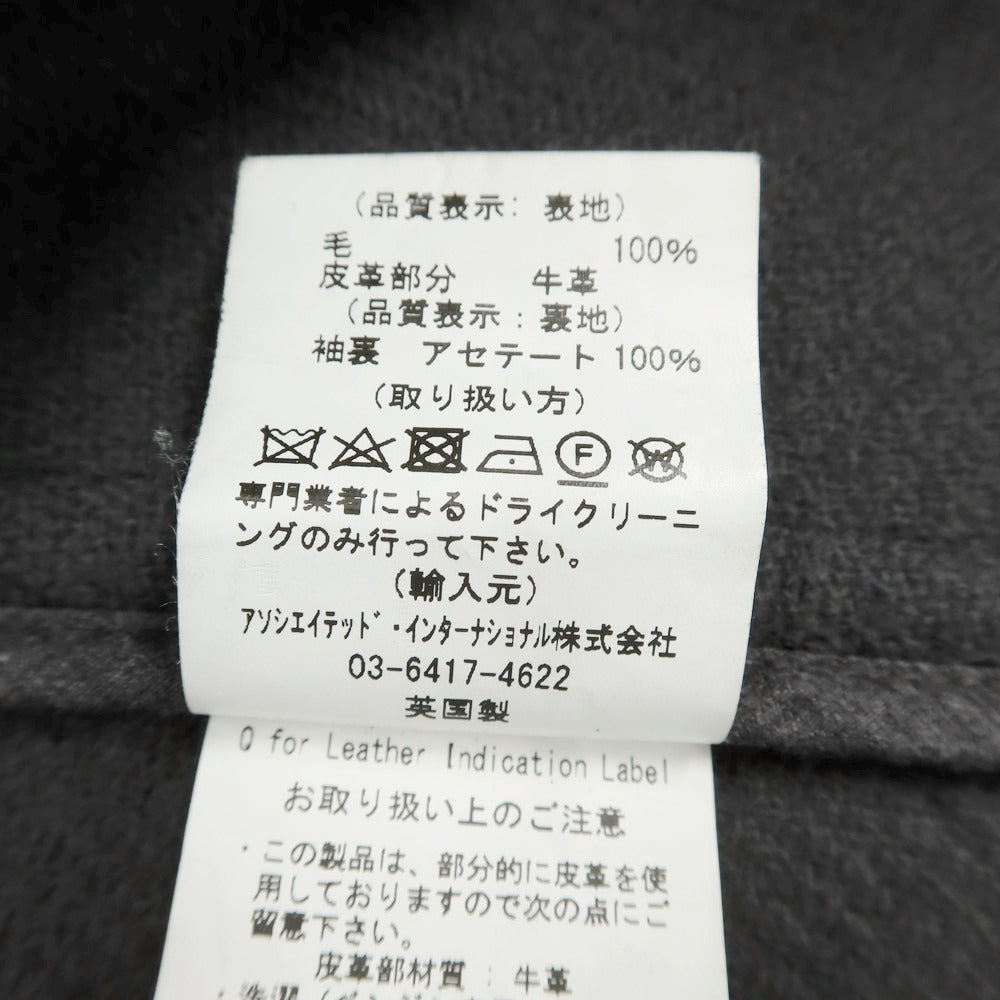 (品質表示: 表地)
毛 100%
皮革部分 牛革
(品質表示:裏地)
袖裏 アセテート 100%
(取り扱い方)
F W
専門業者によるドライクリーニ
ングのみ行って下さい。
(輸入元)
アソシエイテッド・インターナショナル株式会社
03-6417-4622
英国製
Q for Leather Indication Label
お取り扱い上のご注意
・この製品は、部分的に皮革を使
用しておりますので次の点にご
留意下さい。
皮革部材質 : 牛革